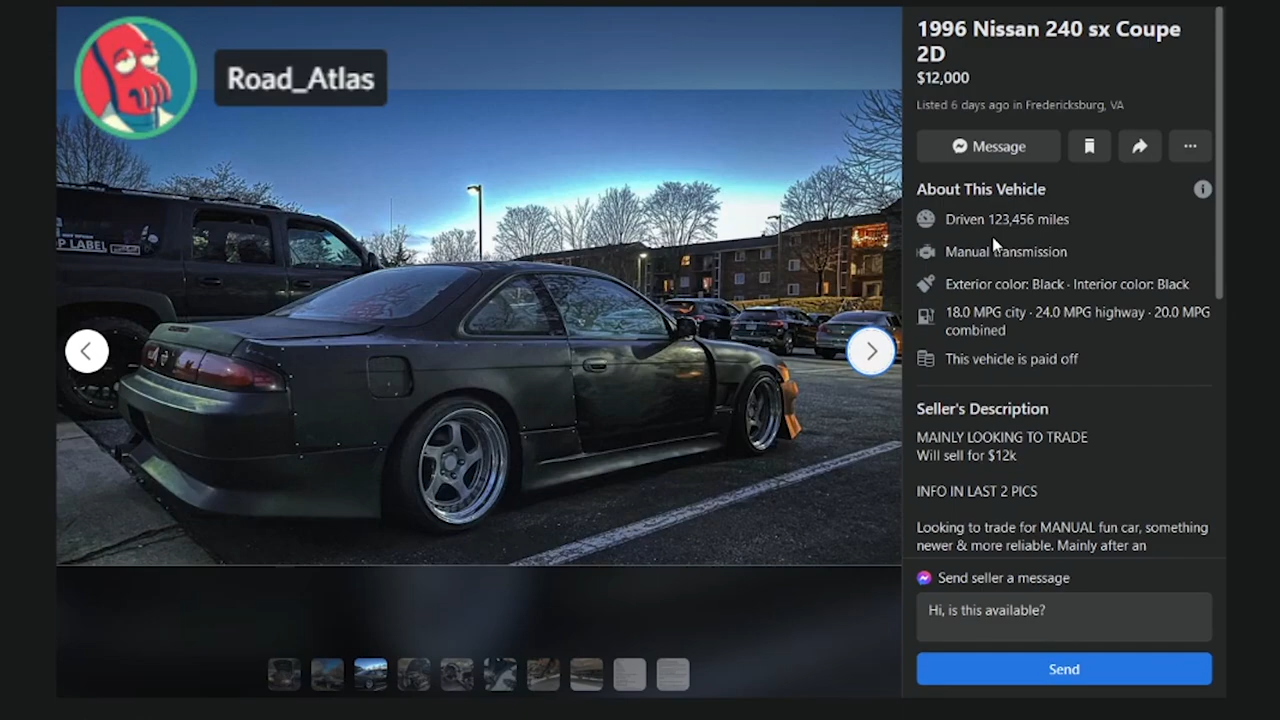 Road_Atlas
P LABEL
1996 Nissan 240 sx Coupe
2D
$12,000
Listed 6 days ago in Fredericksburg, VA
Message
About This Vehicle
Driven 123,456 miles
Manual transmission
Exterior color: Black · Interior color: Black
18.0 MPG city · 24.0 MPG highway · 20.0 MPG
combined
This vehicle is paid off
Seller's Description
MAINLY LOOKING TO TRADE
Will sell for $12k
INFO IN LAST 2 PICS
Looking to trade for MANUAL fun car, something
newer & more reliable. Mainly after an
Send seller a message
Hi, is this available?
Send